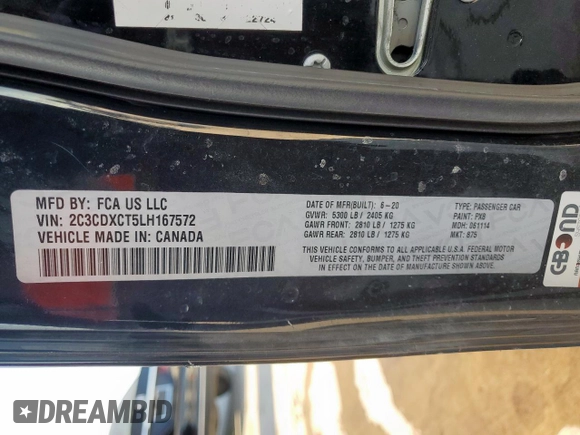 MFD BY: FCA US LLC
VIN: 2C3CDXCT5LH167572
VEHICLE MADE IN: CANADA
DATE OF MFR(BUILT): 6-20
GVWR: 5300 LB / 2405 KG
GAWR FRONT: 2810 LB / 1275 KG
GAWR REAR: 2810 LB / 1275 KG
TYPE: PASSENGER CAR
PAINT: PX8
MDH: 061114
MKT: 875
THIS VEHICLE CONFORMS TO ALL APPLICABLE U.S.A. FEDERAL MOTOR
VEHICLE SAFETY, BUMPER, AND THEFT PREVENTION STANDARDS
IN EFFECT ON THE DATE OF MANUFACTURE SHOWN ABOVE.
G-BOND
DREAMBID